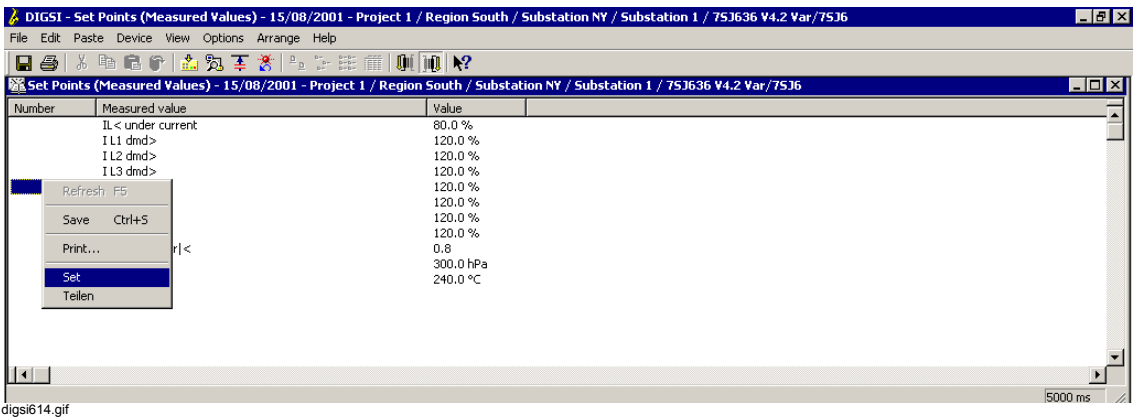 DIGSI - Set Points (Measured Values) - 15/08/2001 - Project 1 / Region South / Substation NY / Substation 1 / 7SJ636 V4.2 Var/7SJ6
File Edit Paste Device View Options Arrange Help
Set Points (Measured Values) - 15/08/2001 - Project 1 / Region South / Substation NY / Substation 1 / 7SJ636 V4.2 Var/7SJ6
Number Measured value Value
IL< under current 80.0 %
I L1 dmd> 120.0 %
I L2 dmd> 120.0 %
I L3 dmd> 120.0 %
120.0 %
Refresh F5
120.0 %
Save Ctrl+S 120.0 %
120.0 %
Print... r|< 0.8
300.0 hPa
Set 240.0 °C
Teilen
5000 ms
digsi614.gif